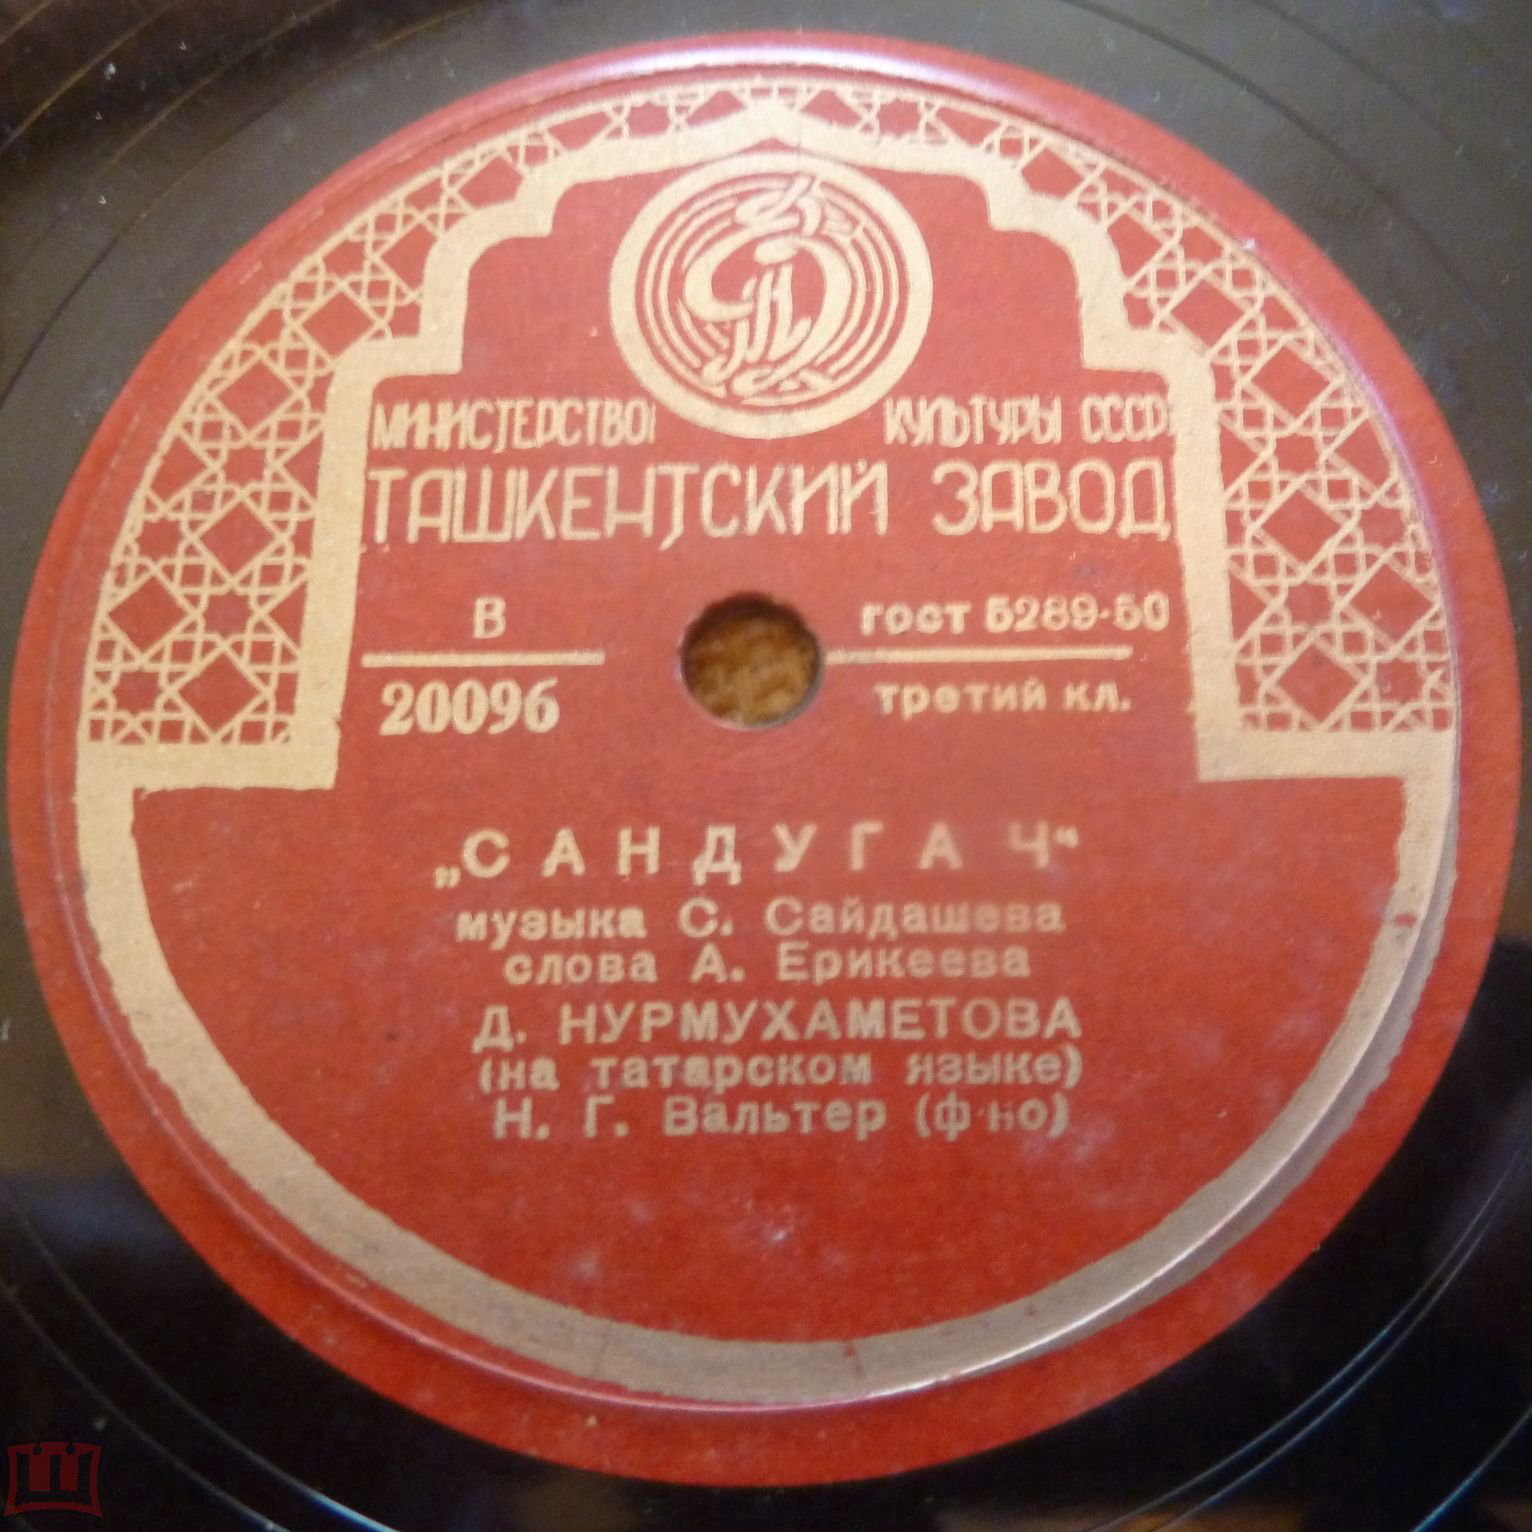 МИНИСТЕРСТВО КУЛЬТУРЫ СССР
ТАШКЕНТСКИЙ ЗАВОД
В
20096
гост 5289-50
третий кл.
„САНДУГАЧ“
музыка С. Сайдашева
слова А. Ерикеева
Д. НУРМУХАМЕТОВА
(на татарском языке)
Н. Г. Вальтер (ф-но)